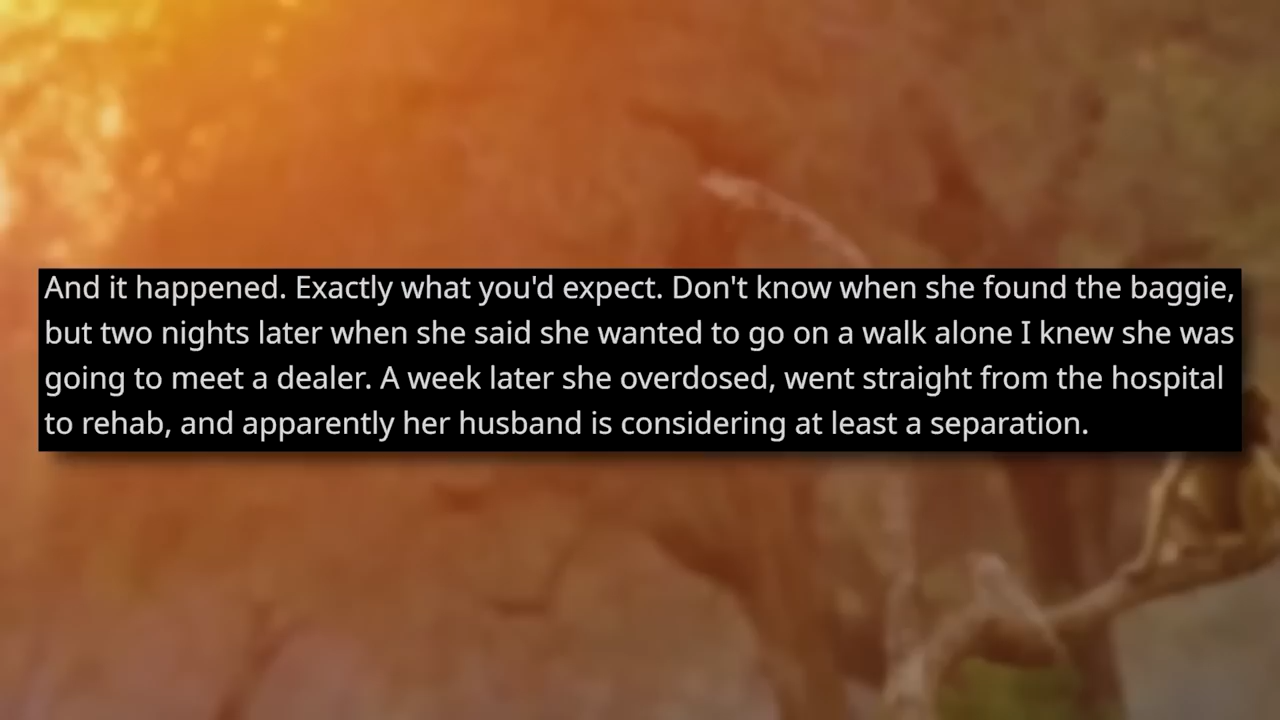 And it happened. Exactly what you'd expect. Don't know when she found the baggie,
but two nights later when she said she wanted to go on a walk alone I knew she was
going to meet a dealer. A week later she overdosed, went straight from the hospital
to rehab, and apparently her husband is considering at least a separation.